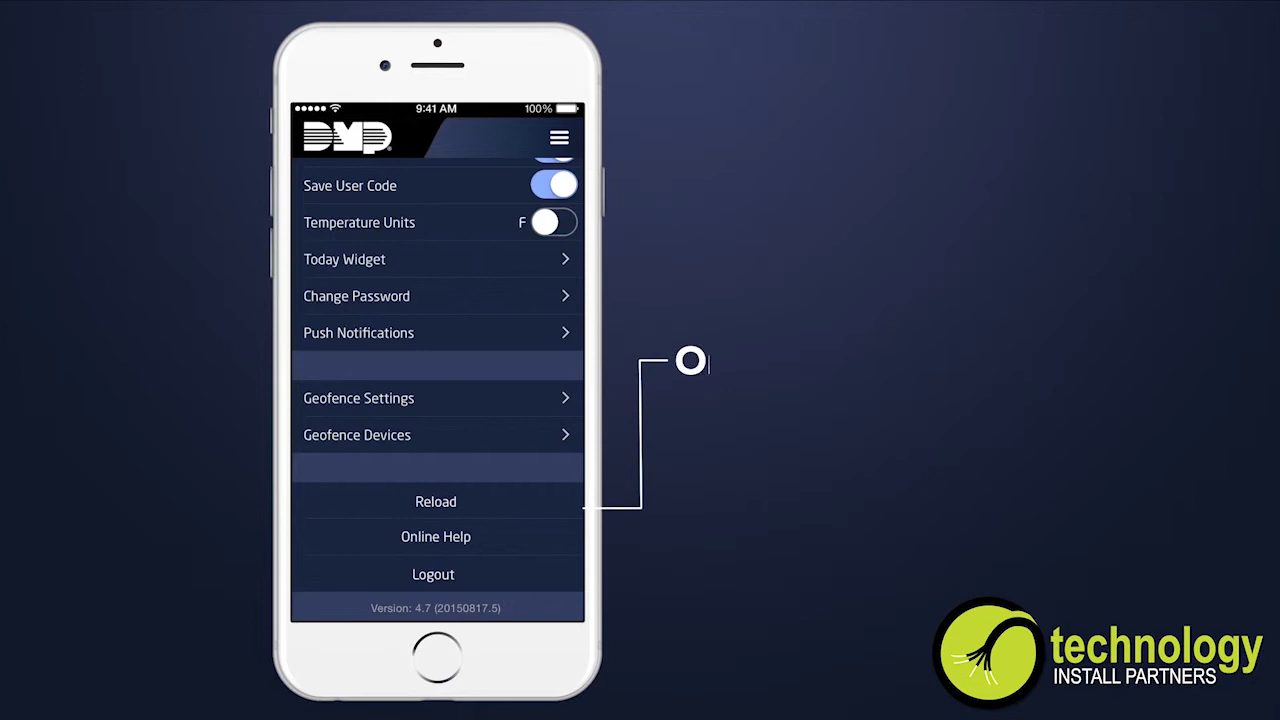 9:41 AM 100%
DMP
Save User Code
Temperature Units F
Today Widget
Change Password
Push Notifications
Geofence Settings
Geofence Devices
Reload
Online Help
Logout
Version: 4.7 (20150817.5)
O
technology
INSTALL PARTNERS